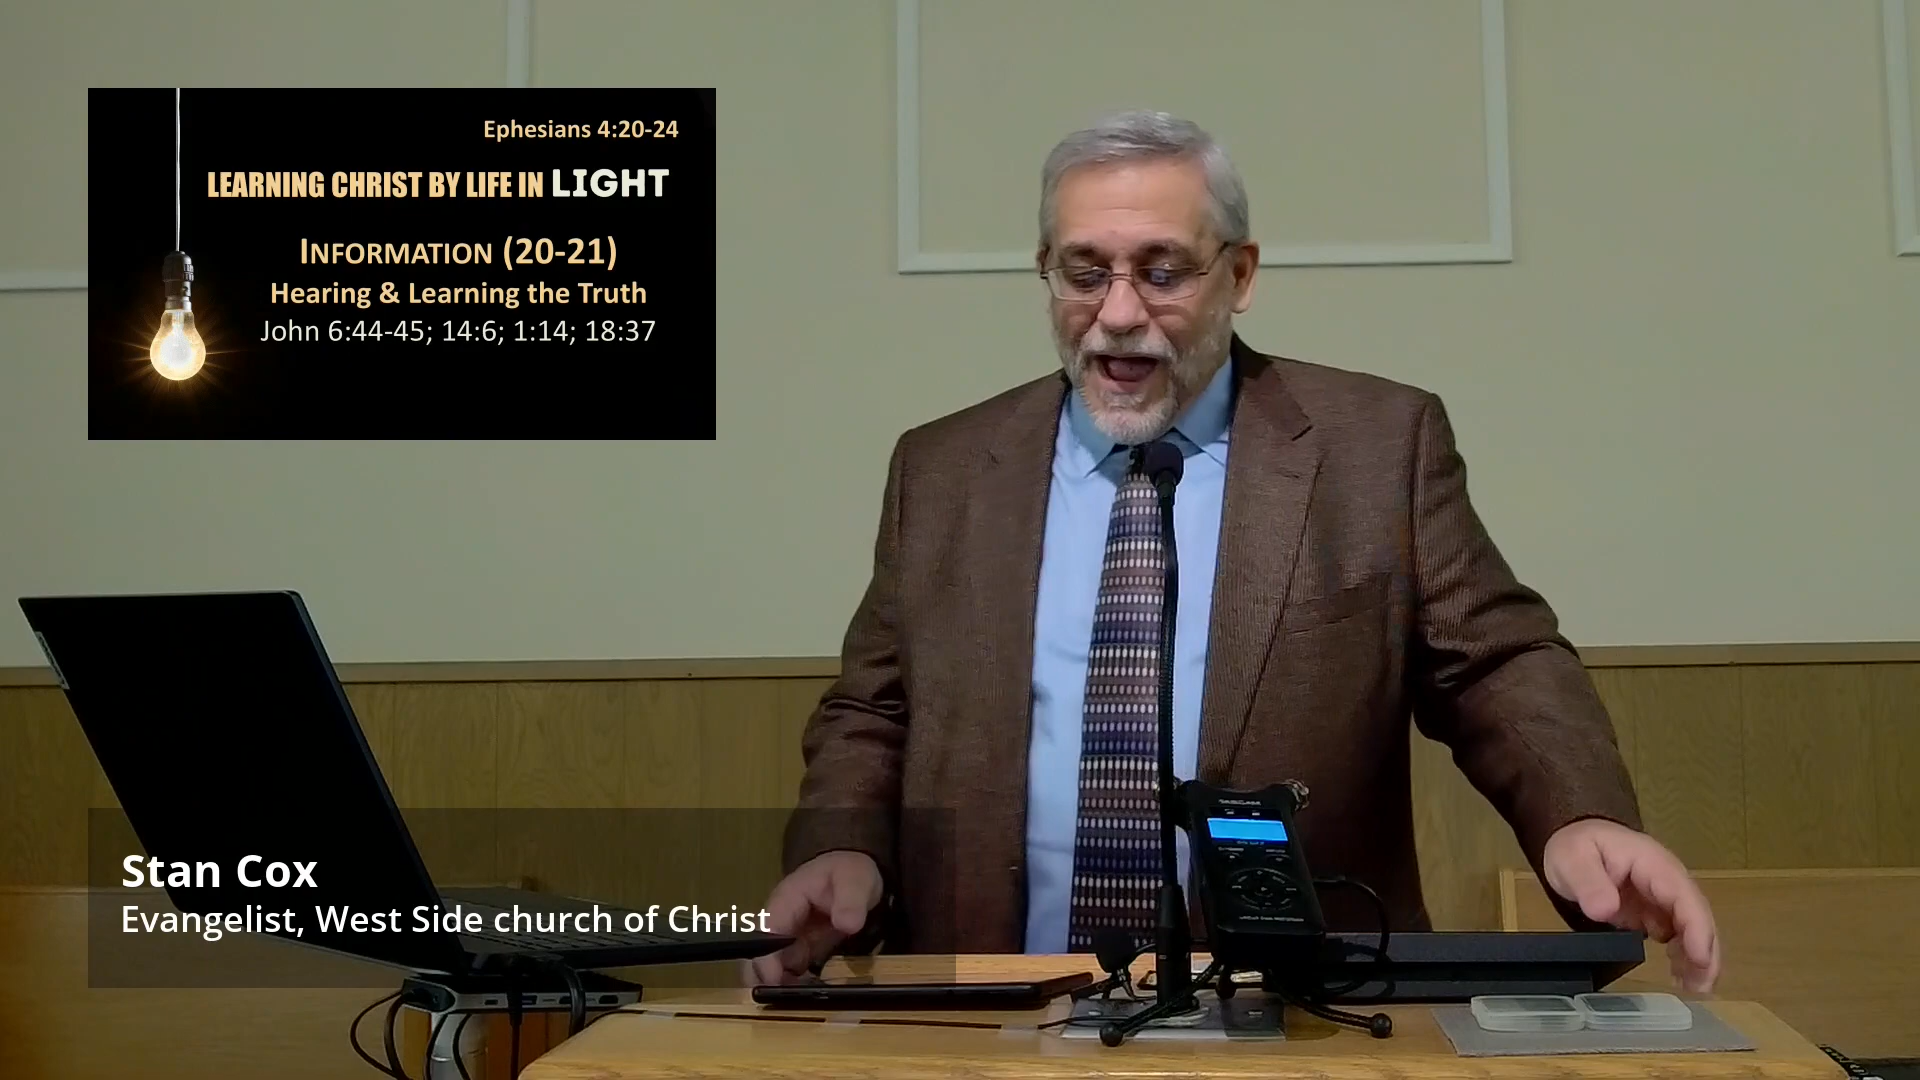 Ephesians 4:20-24
LEARNING CHRIST BY LIFE IN LIGHT
INFORMATION (20-21)
Hearing & Learning the Truth
John 6:44-45; 14:6; 1:14; 18:37
Stan Cox
Evangelist, West Side church of Christ
TASCAM